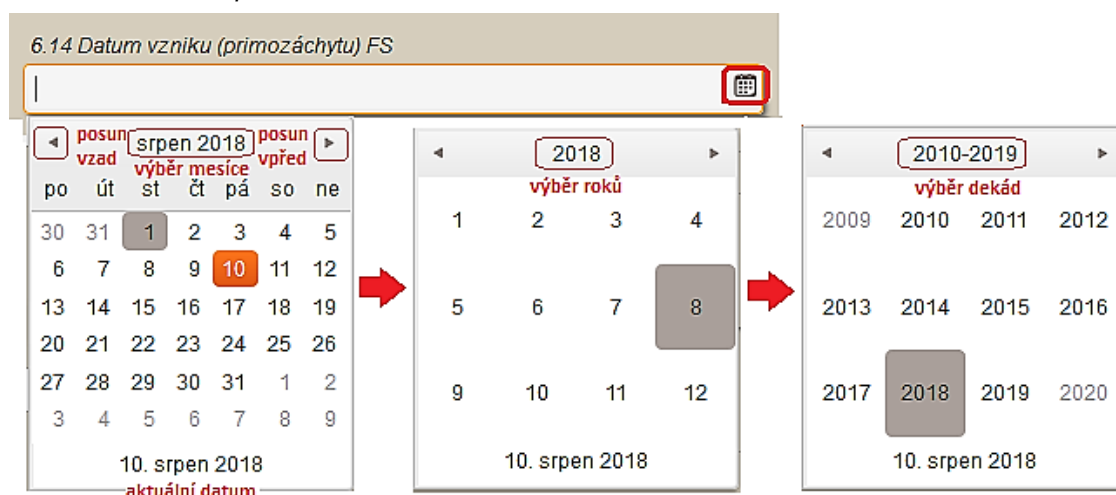 6.14 Datum vzniku (primozáchytu) FS
posun vzad srpen 2018 posun vpřed
výběr mesíce
po út st čt pá so ne
30 31 1 2 3 4 5
6 7 8 9 10 11 12
13 14 15 16 17 18 19
20 21 22 23 24 25 26
27 28 29 30 31 1 2
3 4 5 6 7 8 9
10. srpen 2018
aktuální datum
2018
výběr roků
1 2 3 4
5 6 7 8
9 10 11 12
10. srpen 2018
2010-2019
výběr dekád
2009 2010 2011 2012
2013 2014 2015 2016
2017 2018 2019 2020
10. srpen 2018